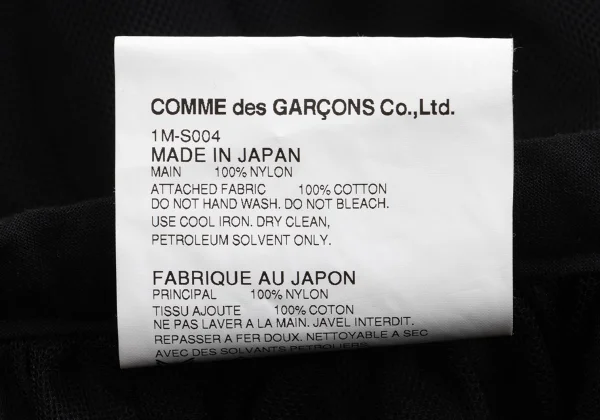 COMME des GARÇONS Co.,Ltd.
1M-S004
MADE IN JAPAN
MAIN 100% NYLON
ATTACHED FABRIC 100% COTTON
DO NOT HAND WASH. DO NOT BLEACH.
USE COOL IRON. DRY CLEAN,
PETROLEUM SOLVENT ONLY.
FABRIQUE AU JAPON
PRINCIPAL 100% NYLON
TISSU AJOUTE 100% COTON
NE PAS LAVER A LA MAIN. JAVEL INTERDIT.
REPASSER A FER DOUX. NETTOYABLE A SEC
AVEC DES SOLVANTS PETROLIERS